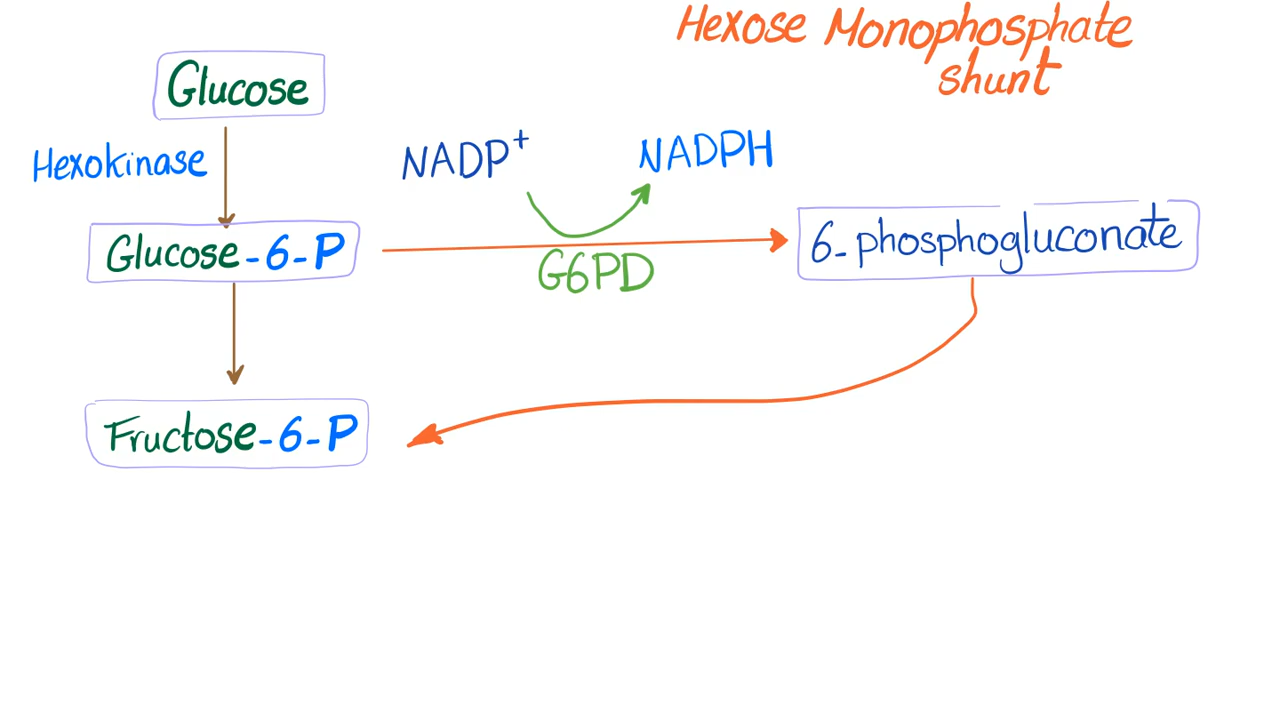 Hexose Monophosphate
shunt
Glucose
Hexokinase
NADP⁺
NADPH
Glucose-6-P
G6PD
6-phosphogluconate
Fructose-6-P